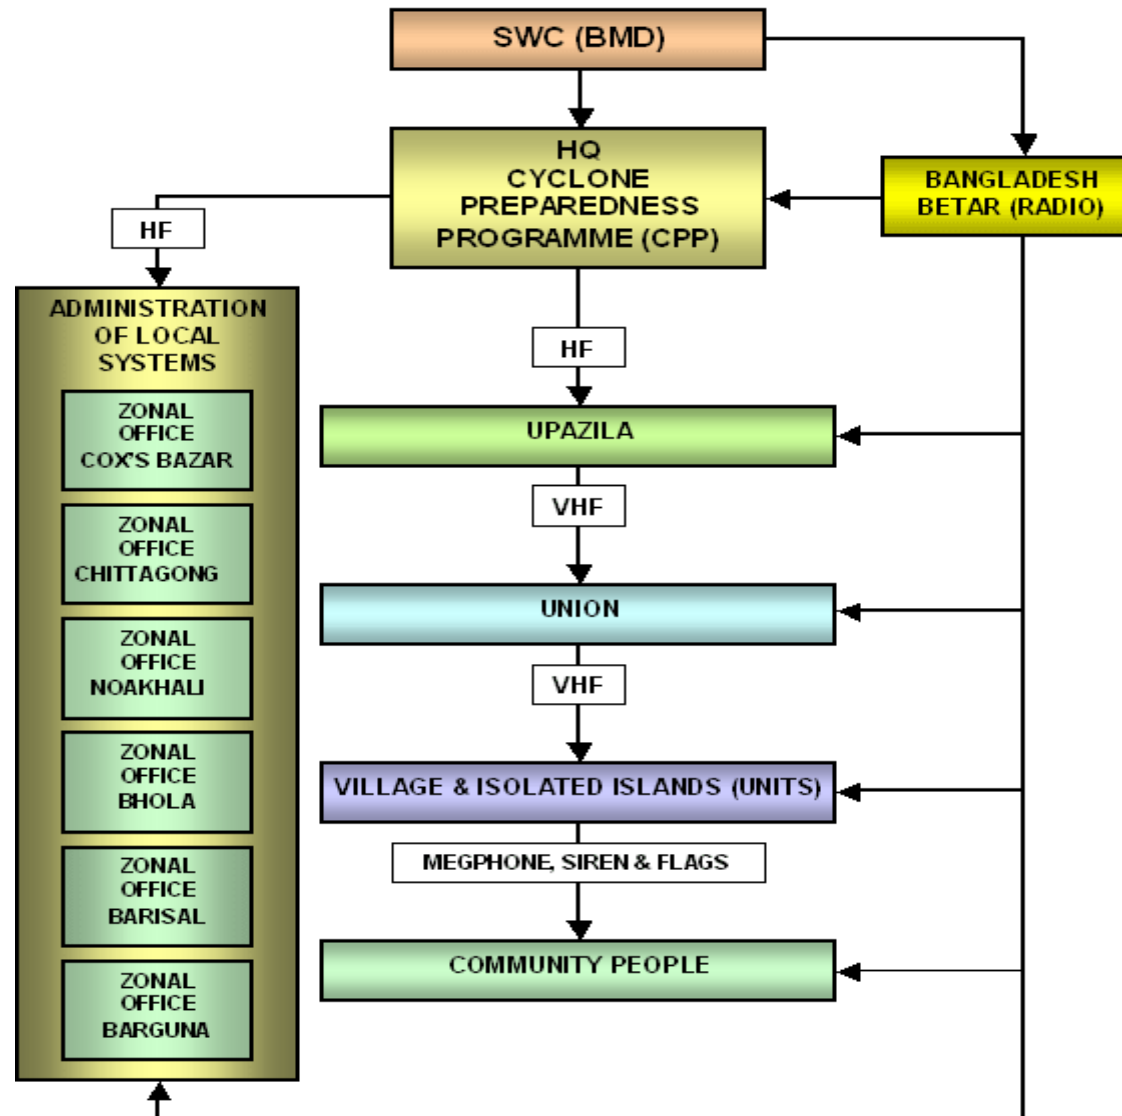 SWC (BMD)
HQ
CYCLONE
PREPAREDNESS
PROGRAMME (CPP)
BANGLADESH
BETAR (RADIO)
HF
ADMINISTRATION
OF LOCAL
SYSTEMS
ZONAL
OFFICE
COX'S BAZAR
ZONAL
OFFICE
CHITTAGONG
ZONAL
OFFICE
NOAKHALI
ZONAL
OFFICE
BHOLA
ZONAL
OFFICE
BARISAL
ZONAL
OFFICE
BARGUNA
HF
UPAZILA
VHF
UNION
VHF
VILLAGE & ISOLATED ISLANDS (UNITS)
MEGPHONE, SIREN & FLAGS
COMMUNITY PEOPLE